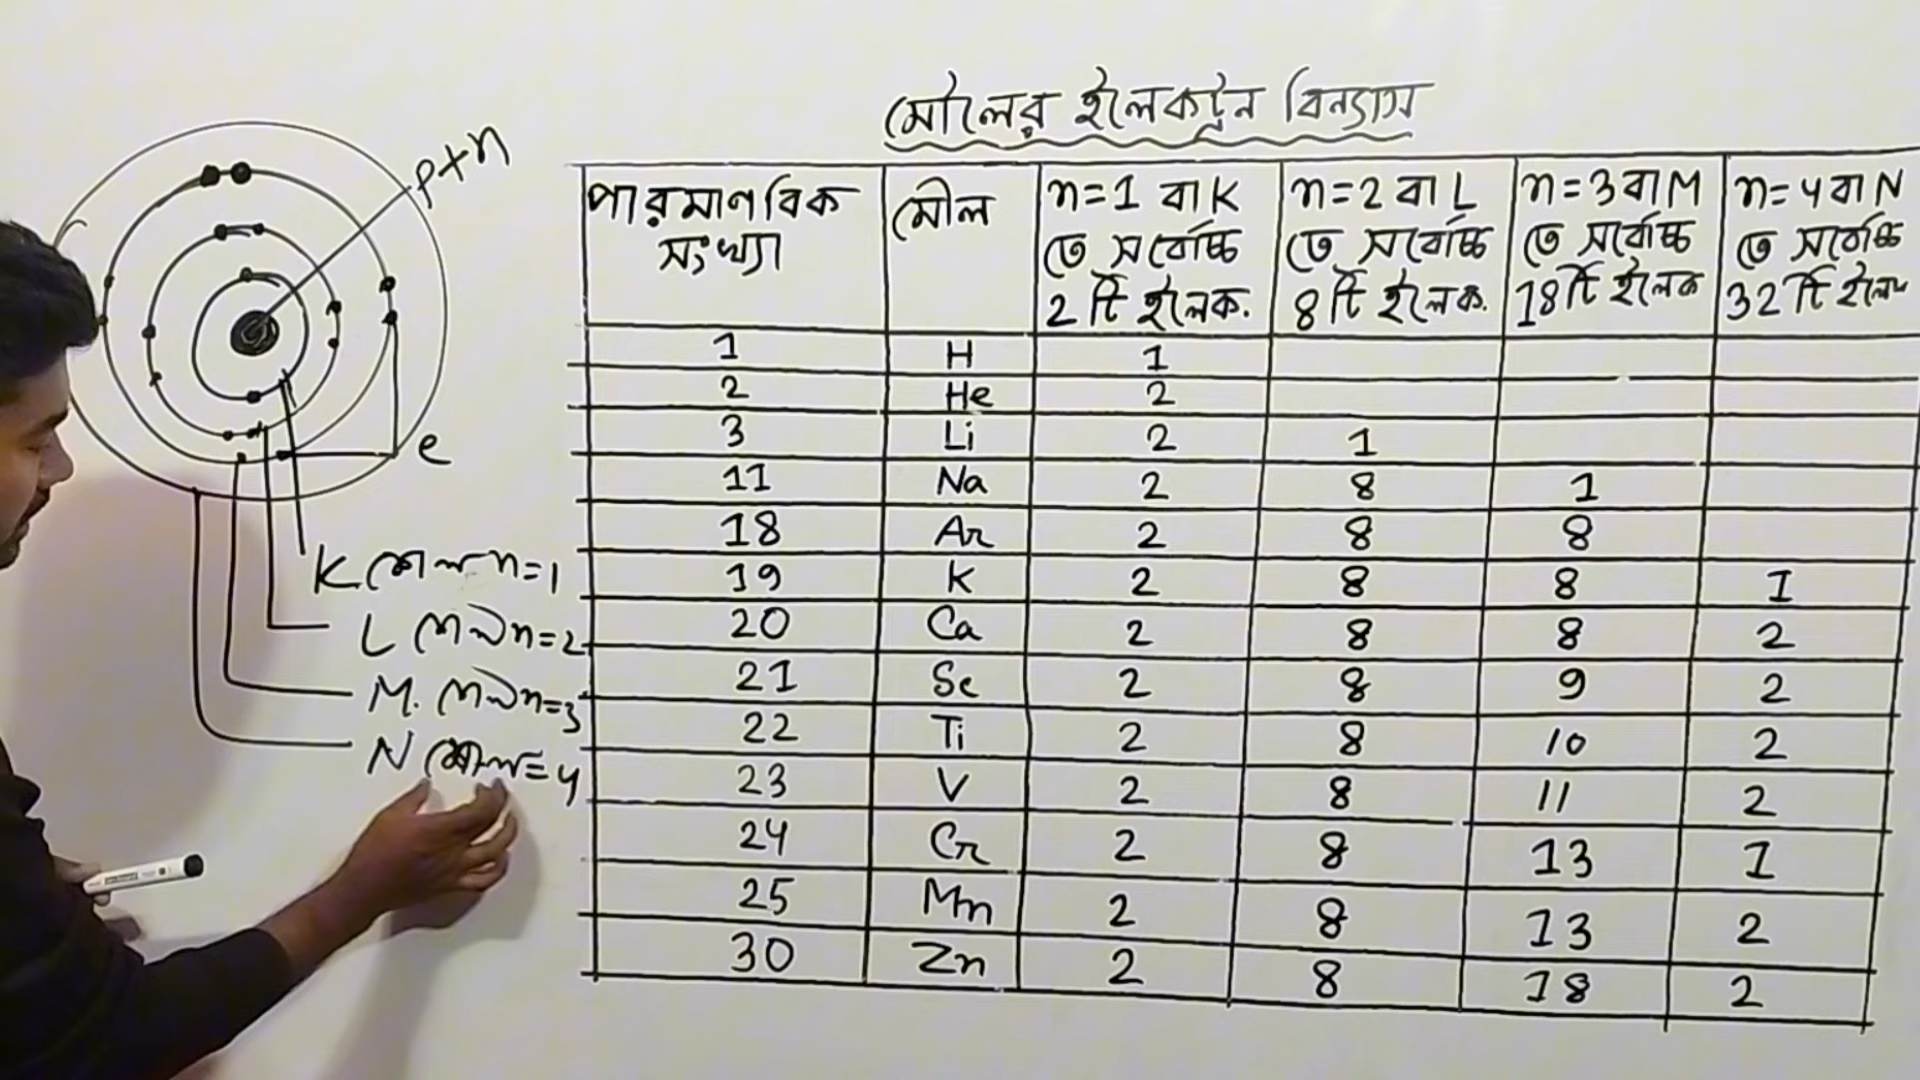 মৌলের ইলেকট্রন বিন্যাস
p+n
e
K শেল n=1
L শেল n=2
M. শেল n=3
N শেল n=4
পারমাণবিক সংখ্যা | মৌল | n=1 বা K তে সর্বোচ্চ 2 টি ইলেক. | n=2 বা L তে সর্বোচ্চ 8 টি ইলেক. | n=3 বা M তে সর্বোচ্চ 18 টি ইলেক | n=4 বা N তে সর্বোচ্চ 32 টি ইলেক
1 H 1
2 He 2
3 Li 2 1
11 Na 2 8 1
18 Ar 2 8 8
19 K 2 8 8 1
20 Ca 2 8 8 2
21 Sc 2 8 9 2
22 Ti 2 8 10 2
23 V 2 8 11 2
24 Cr 2 8 13 1
25 Mn 2 8 13 2
30 Zn 2 8 18 2